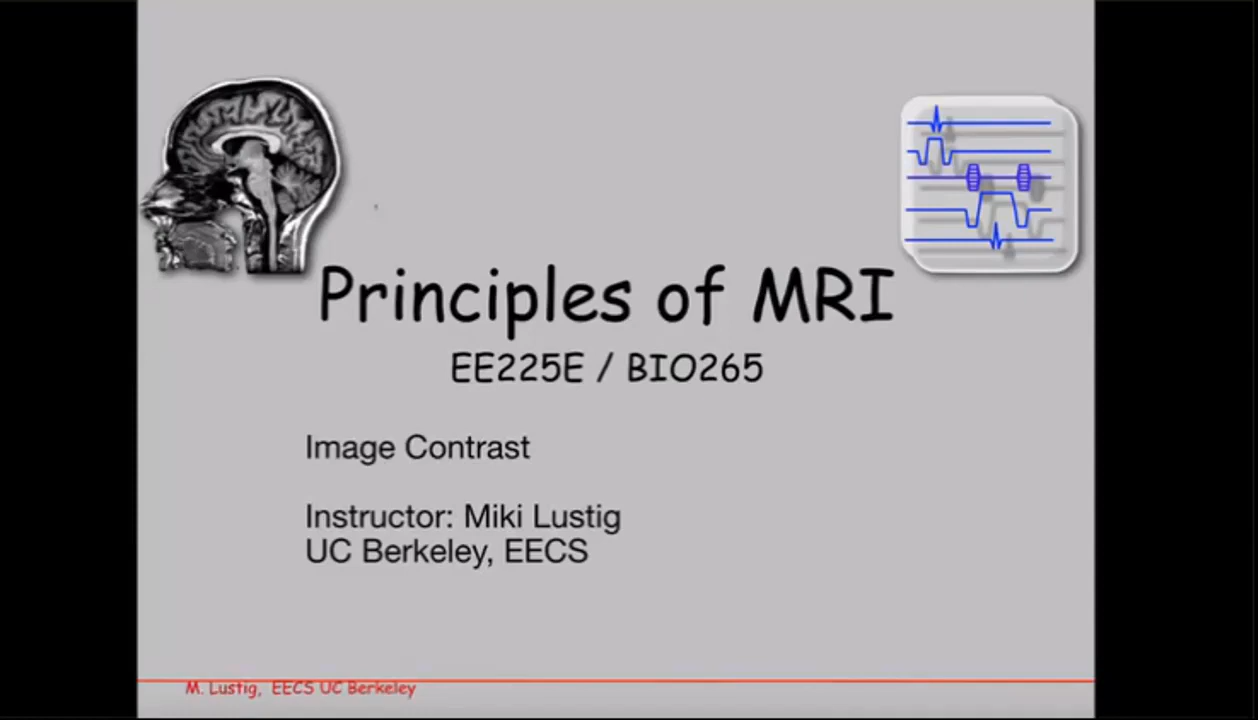 Principles of MRI
EE225E / BIO265
Image Contrast
Instructor: Miki Lustig
UC Berkeley, EECS
M. Lustig, EECS UC Berkeley